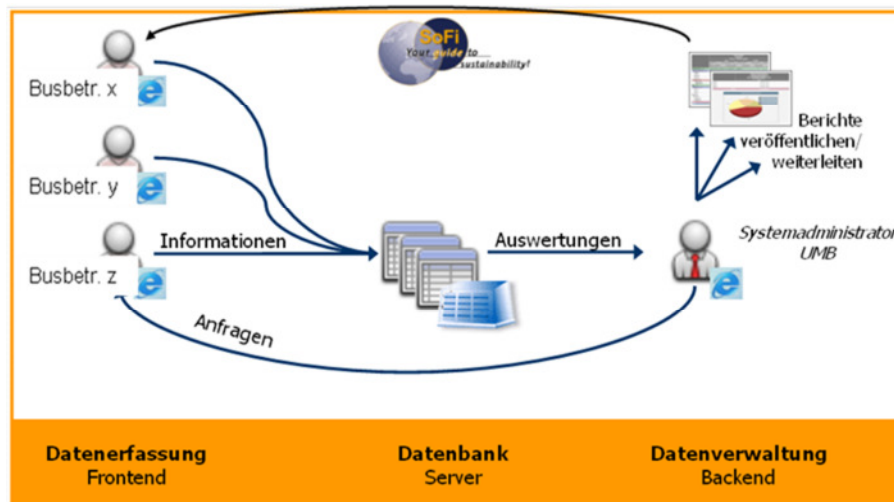 SoFi
Your guide to
sustainability!
Busbetr. x
Busbetr. y
Busbetr. z
Informationen
Anfragen
Auswertungen
Berichte
veröffentlichen/
weiterleiten
Systemadministrator
UMB
Datenerfassung
Frontend
Datenbank
Server
Datenverwaltung
Backend